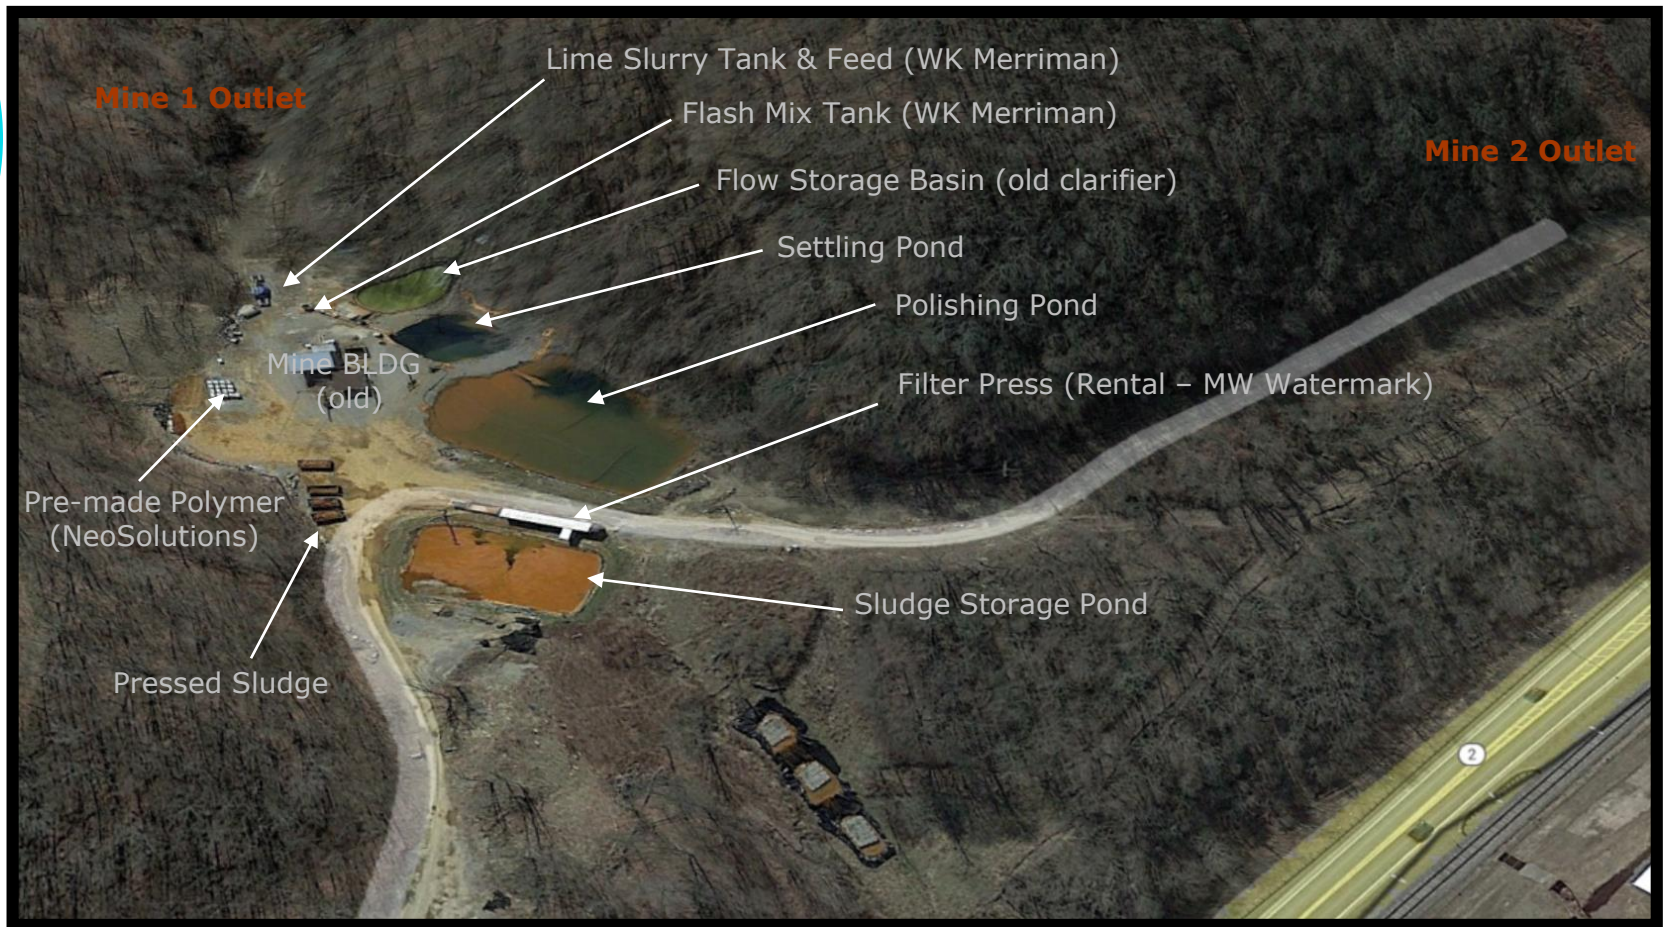 Lime Slurry Tank & Feed (WK Merriman)
Mine 1 Outlet
Flash Mix Tank (WK Merriman)
Mine 2 Outlet
Flow Storage Basin (old clarifier)
Settling Pond
Polishing Pond
Mine BLDG
(old)
Filter Press (Rental – MW Watermark)
Pre-made Polymer
(NeoSolutions)
Sludge Storage Pond
Pressed Sludge
2